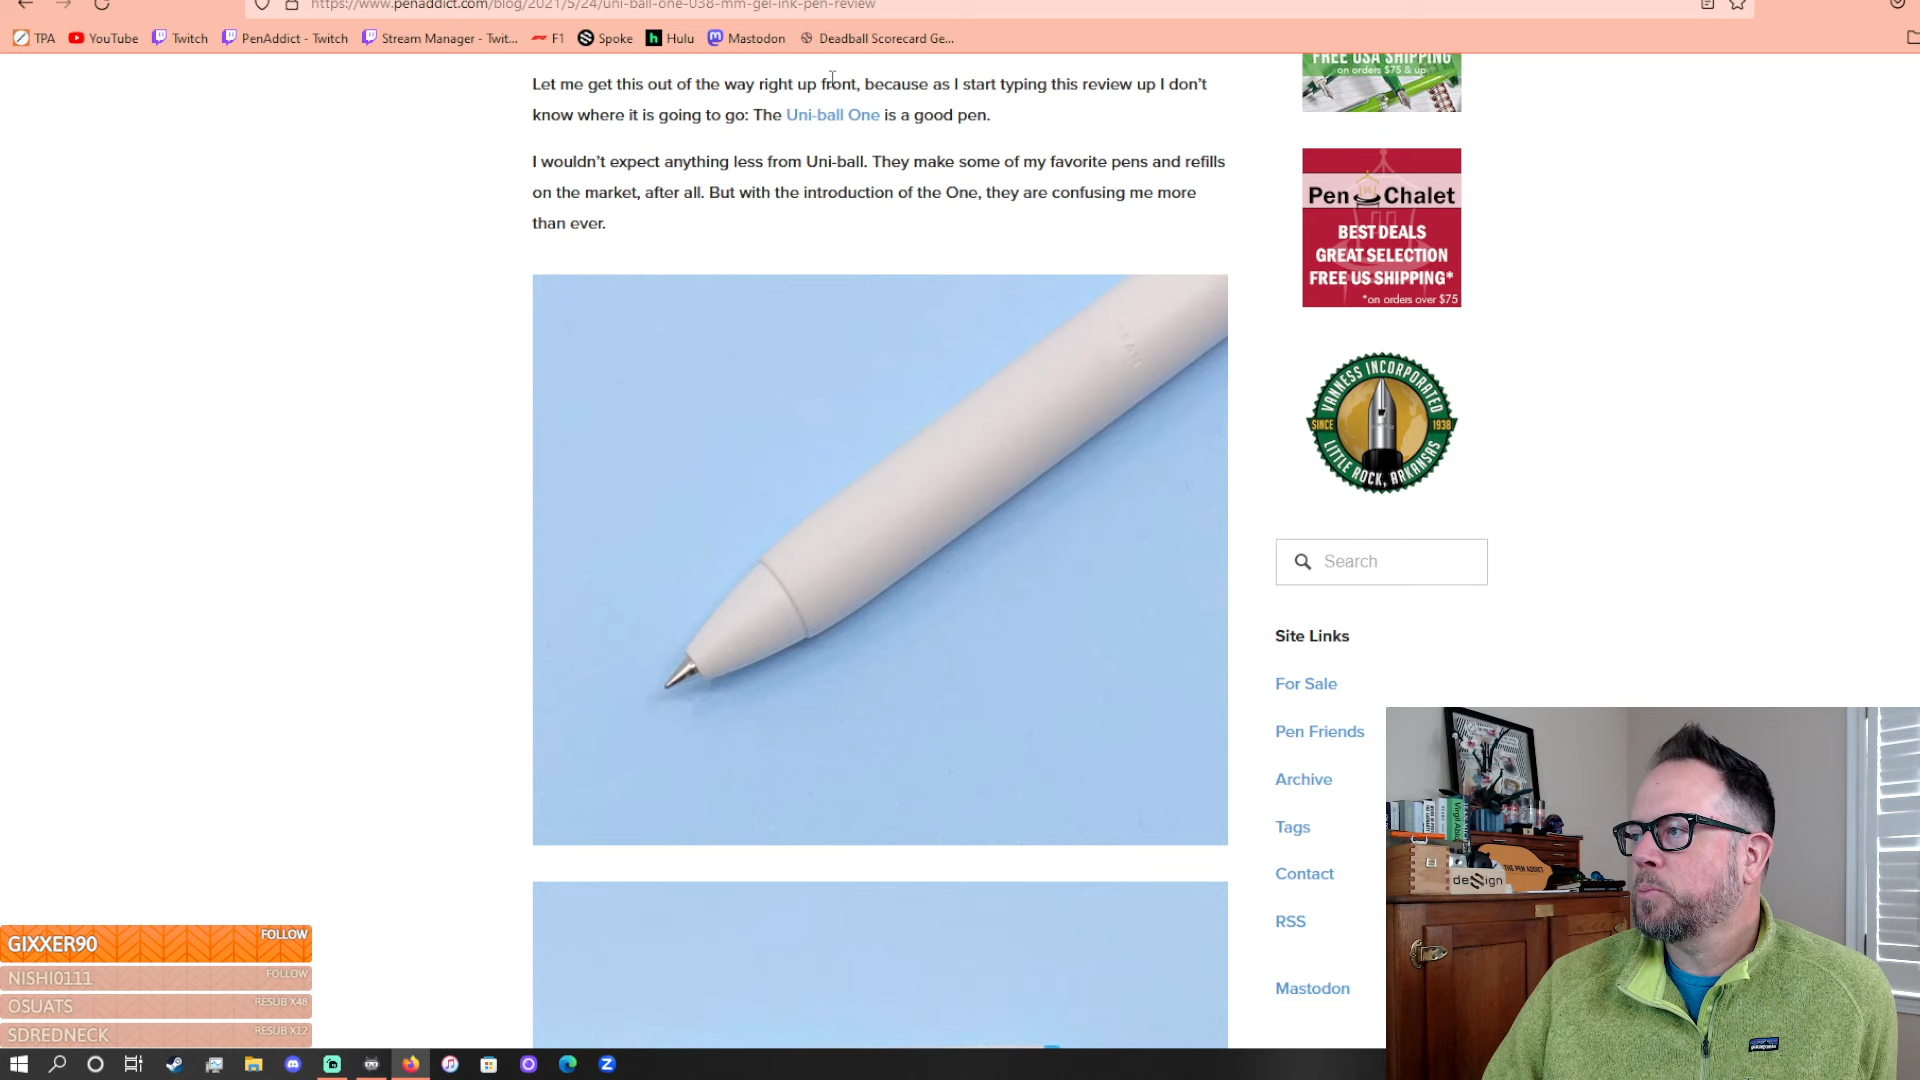 https://www.penaddict.com/blog/2021/5/24/uni-ball-one-038-mm-gel-ink-pen-review
TPA YouTube Twitch PenAddict - Twitch Stream Manager - Twit... F1 Spoke Hulu Mastodon Deadball Scorecard Ge...
Let me get this out of the way right up front, because as I start typing this review up I don't
know where it is going to go: The Uni-ball One is a good pen.
I wouldn't expect anything less from Uni-ball. They make some of my favorite pens and refills
on the market, after all. But with the introduction of the One, they are confusing me more
than ever.
FREE USA SHIPPING
on orders $75 & up
Pen Chalet
BEST DEALS
GREAT SELECTION
FREE US SHIPPING*
*on orders over $75
VANNESS INCORPORATED
SINCE 1938
LITTLE ROCK, ARKANSAS
Search
Site Links
For Sale
Pen Friends
Archive
Tags
Contact
RSS
Mastodon
GIXXER90 FOLLOW
NISHI0111 FOLLOW
OSUATS RESUB X48
SDREDNECK RESUB X12
THE PEN ADDICT
patagonia